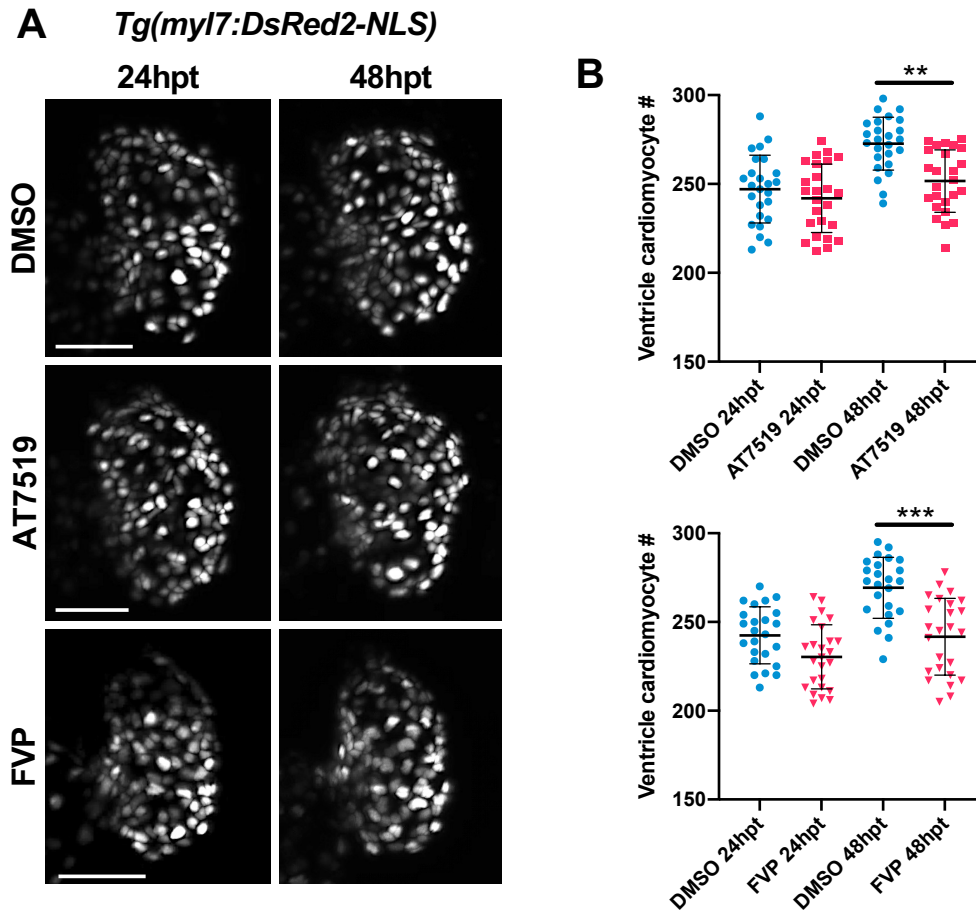 A
Tg(myl7:DsRed2-NLS)
24hpt
48hpt
DMSO
AT7519
FVP
B
**
300
250
200
150
Ventricle cardiomyocyte #
DMSO 24hpt
AT7519 24hpt
DMSO 48hpt
AT7519 48hpt
***
300
250
200
150
Ventricle cardiomyocyte #
DMSO 24hpt
FVP 24hpt
DMSO 48hpt
FVP 48hpt